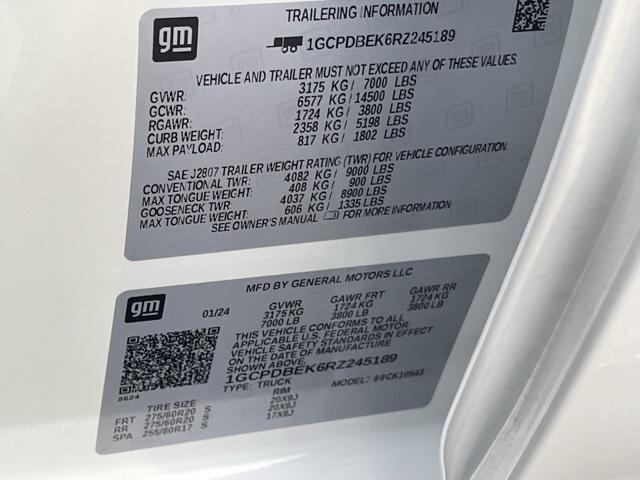 gm
TRAILERING INFORMATION
1GCPDBEK6RZ245189
VEHICLE AND TRAILER MUST NOT EXCEED ANY OF THESE VALUES.
GVWR: 3175 KG / 7000 LBS
GCWR: 6577 KG / 14500 LBS
RGAWR: 1724 KG / 3800 LBS
CURB WEIGHT: 2358 KG / 5198 LBS
MAX PAYLOAD: 817 KG / 1802 LBS
SAE J2807 TRAILER WEIGHT RATING (TWR) FOR VEHICLE CONFIGURATION.
CONVENTIONAL TWR: 4082 KG / 9000 LBS
MAX TONGUE WEIGHT: 408 KG / 900 LBS
GOOSENECK TWR: 4037 KG / 8900 LBS
MAX TONGUE WEIGHT: 606 KG / 1335 LBS
SEE OWNER'S MANUAL FOR MORE INFORMATION
gm
MFD BY GENERAL MOTORS LLC
01/24 GVWR GAWR FRT GAWR RR
3175 KG 1724 KG 1724 KG
7000 LB 3800 LB 3800 LB
THIS VEHICLE CONFORMS TO ALL
APPLICABLE U.S. FEDERAL MOTOR
VEHICLE SAFETY STANDARDS IN EFFECT
ON THE DATE OF MANUFACTURE
SHOWN ABOVE.
1GCPDBEK6RZ245189
TYPE: TRUCK MODEL: 69CK10543
8624
TIRE SIZE RIM
FRT 275/60R20 S 20X9J
RR 275/60R20 S 20X9J
SPA 255/80R17 S 17X8J